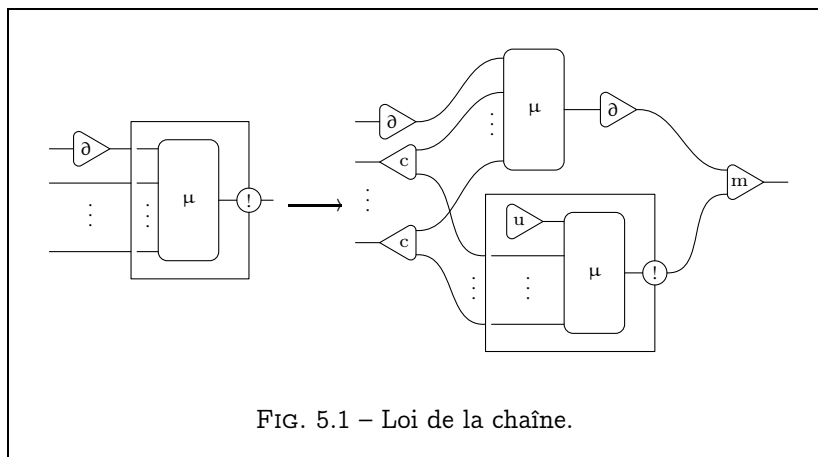 ∂
μ
!
∂
c
c
μ
∂
m
u
μ
!
FIG. 5.1 – Loi de la chaîne.